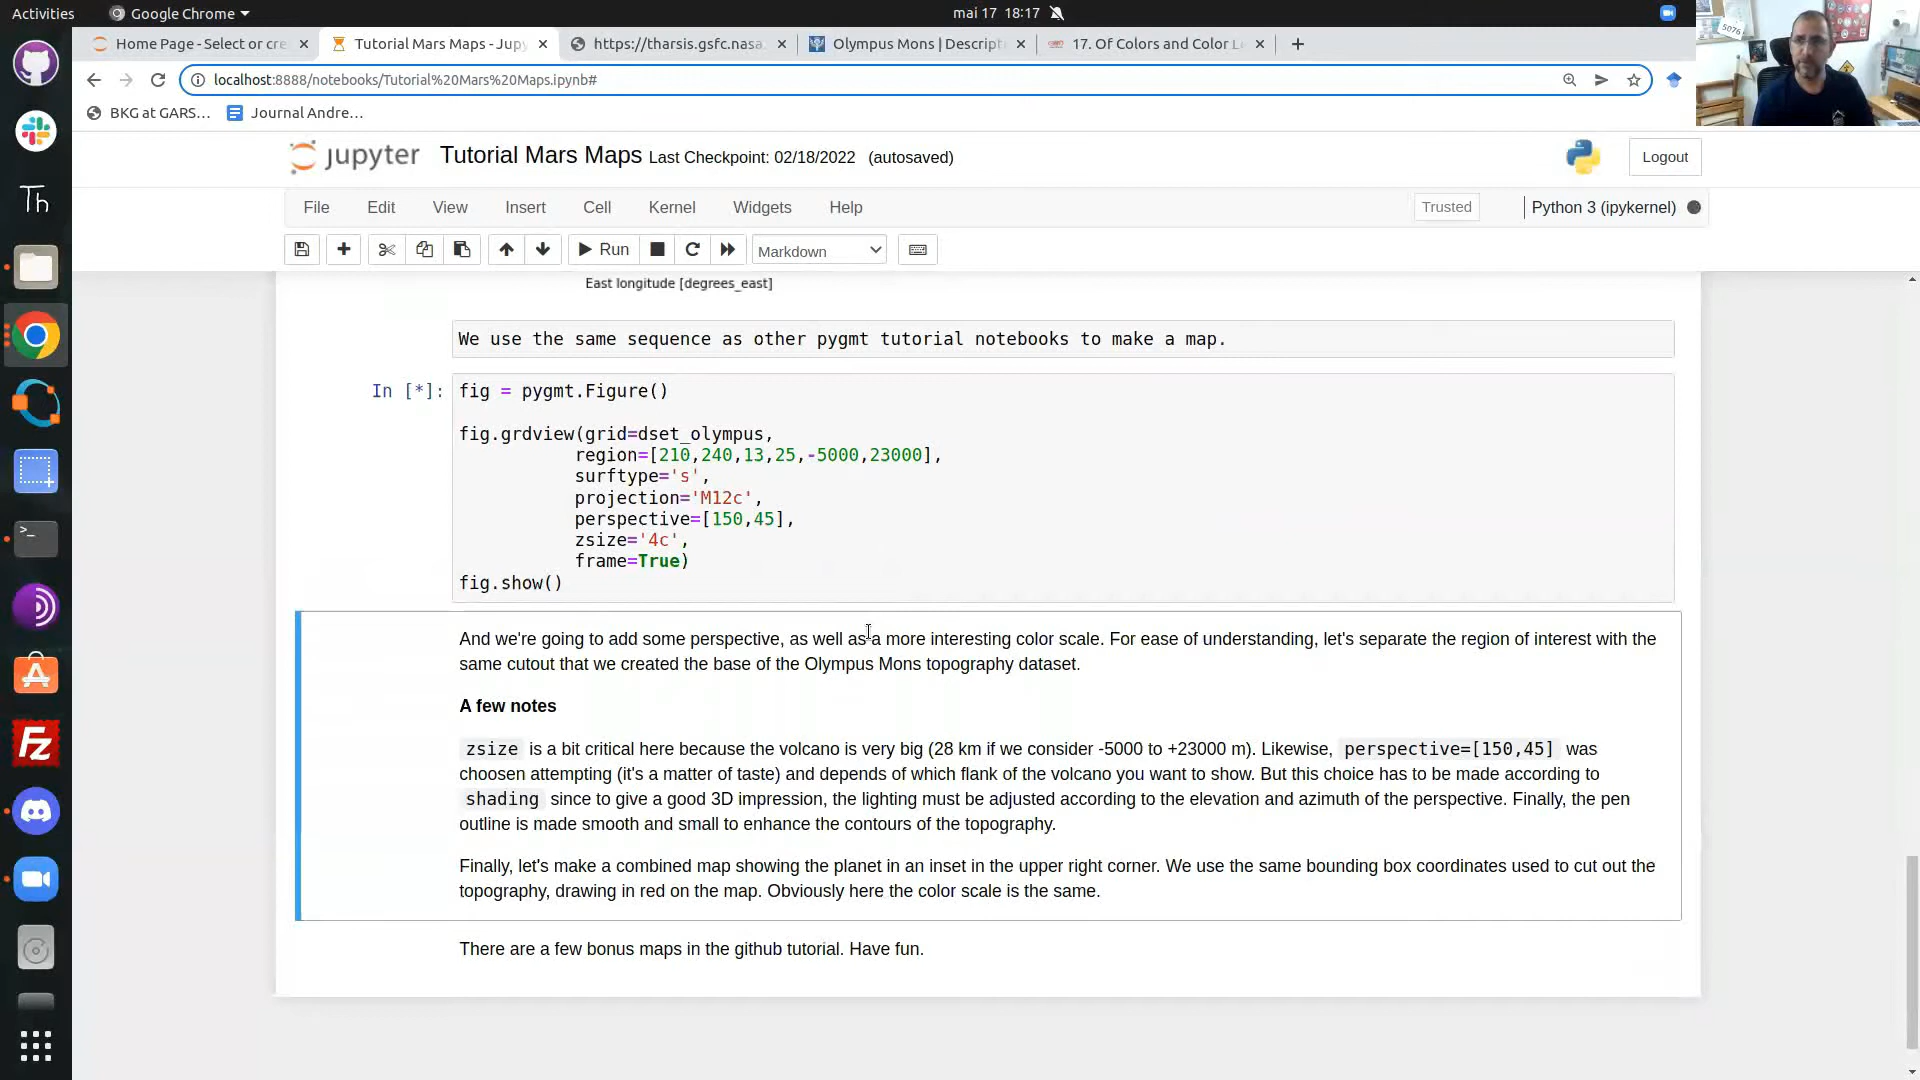 Activities
Google Chrome
mai 17 18:17
Home Page - Select or cre
Tutorial Mars Maps - Jupy
https://tharsis.gsfc.nasa.
Olympus Mons | Descript
17. Of Colors and Color L
localhost:8888/notebooks/Tutorial%20Mars%20Maps.ipynb#
BKG at GARS...
Journal Andre...
5076
Th
jupyter
Tutorial Mars Maps Last Checkpoint: 02/18/2022 (autosaved)
Logout
File Edit View Insert Cell Kernel Widgets Help
Trusted
Python 3 (ipykernel)
Run
Markdown
East longitude [degrees_east]
We use the same sequence as other pygmt tutorial notebooks to make a map.
In [*]:
fig = pygmt.Figure()
fig.grdview(grid=dset_olympus,
region=[210,240,13,25,-5000,23000],
surftype='s',
projection='M12c',
perspective=[150,45],
zsize='4c',
frame=True)
fig.show()
And we're going to add some perspective, as well as a more interesting color scale. For ease of understanding, let's separate the region of interest with the
same cutout that we created the base of the Olympus Mons topography dataset.
A few notes
zsize is a bit critical here because the volcano is very big (28 km if we consider -5000 to +23000 m). Likewise, perspective=[150,45] was
choosen attempting (it's a matter of taste) and depends of which flank of the volcano you want to show. But this choice has to be made according to
shading since to give a good 3D impression, the lighting must be adjusted according to the elevation and azimuth of the perspective. Finally, the pen
outline is made smooth and small to enhance the contours of the topography.
Finally, let's make a combined map showing the planet in an inset in the upper right corner. We use the same bounding box coordinates used to cut out the
topography, drawing in red on the map. Obviously here the color scale is the same.
There are a few bonus maps in the github tutorial. Have fun.